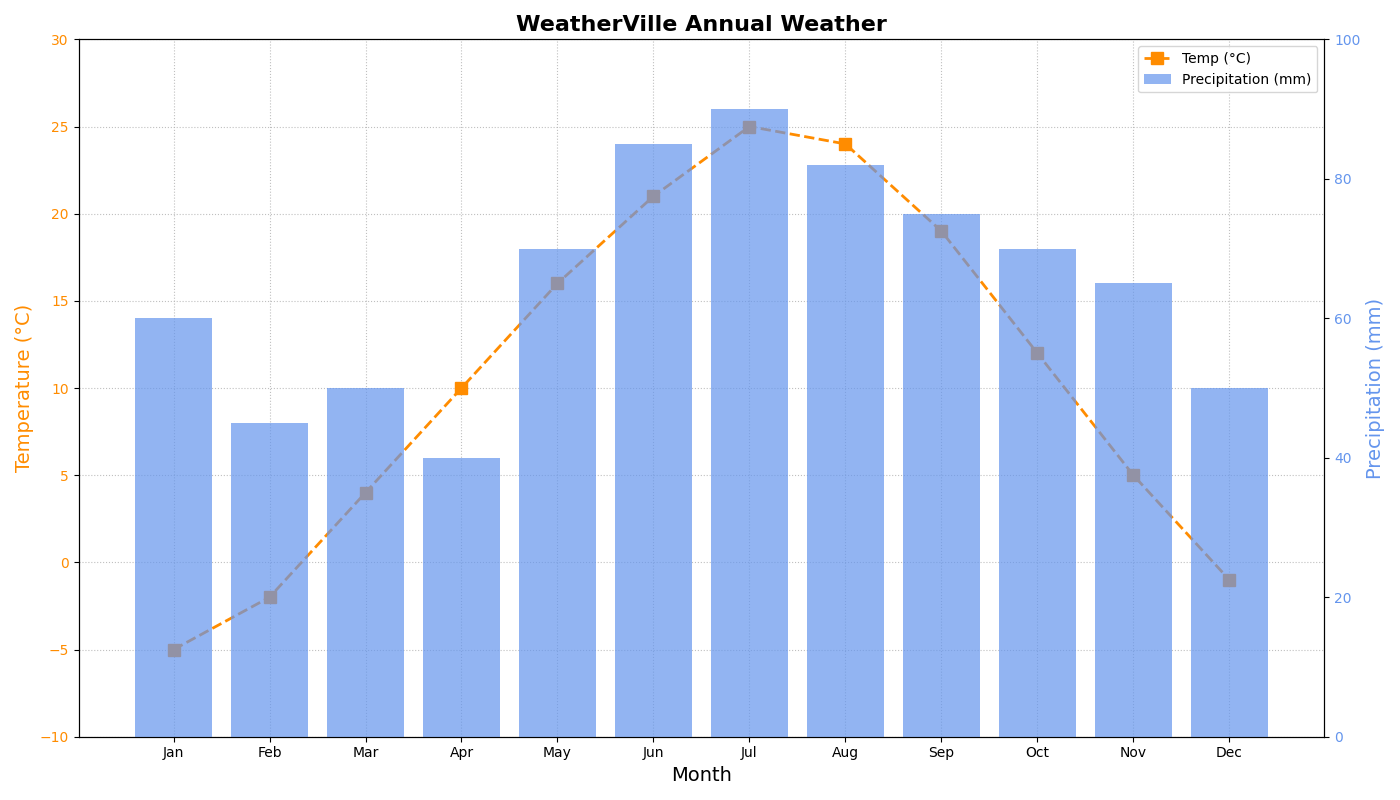 WeatherVille Annual Weather
Temp (°C)
Precipitation (mm)
Temperature (°C)
30
25
20
15
10
5
0
−5
−10
100
80
60
40
20
0
Precipitation (mm)
Jan Feb Mar Apr May Jun Jul Aug Sep Oct Nov Dec
Month